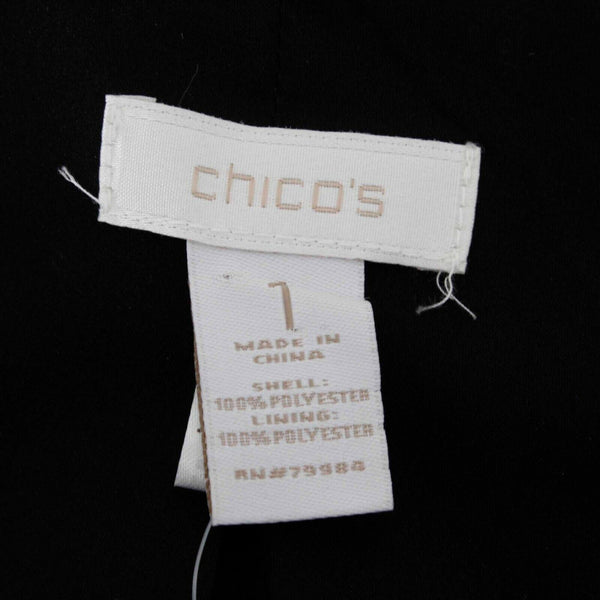 chico's
1
MADE IN
CHINA
SHELL:
100% POLYESTER
LINING:
100% POLYESTER
RN#79984